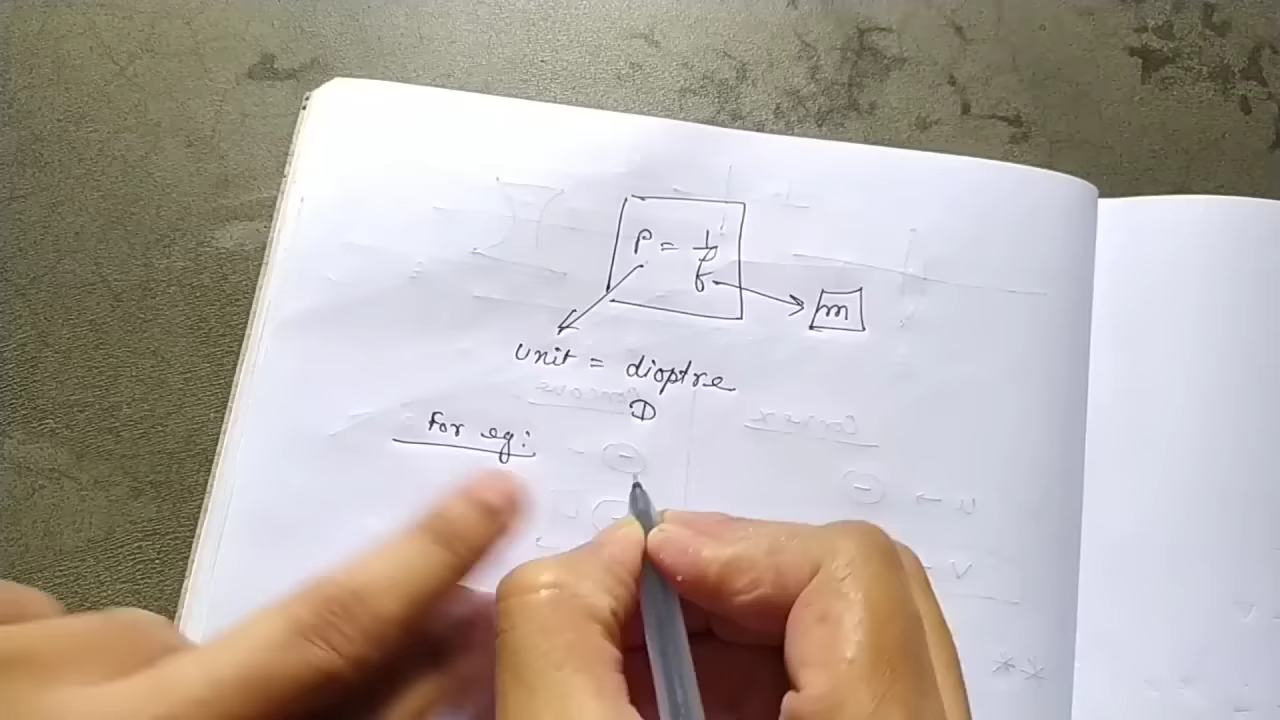 P = 1/f
m
unit = dioptre
D
For eg: